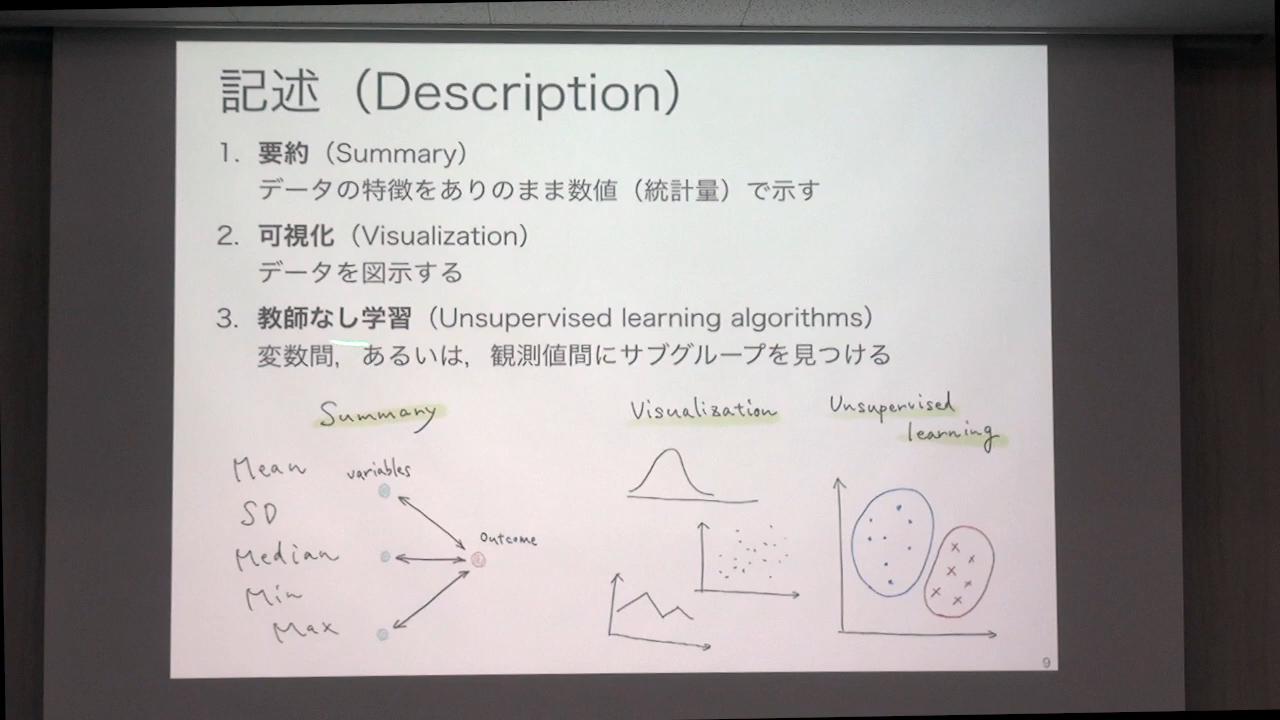 記述（Description）
1. 要約（Summary）
データの特徴をありのまま数値（統計量）で示す
2. 可視化（Visualization）
データを図示する
3. 教師なし学習（Unsupervised learning algorithms）
変数間，あるいは，観測値間にサブグループを見つける
Summary
Mean
SD
Median
Min
Max
variables
Outcome
Visualization
Unsupervised
learning
9